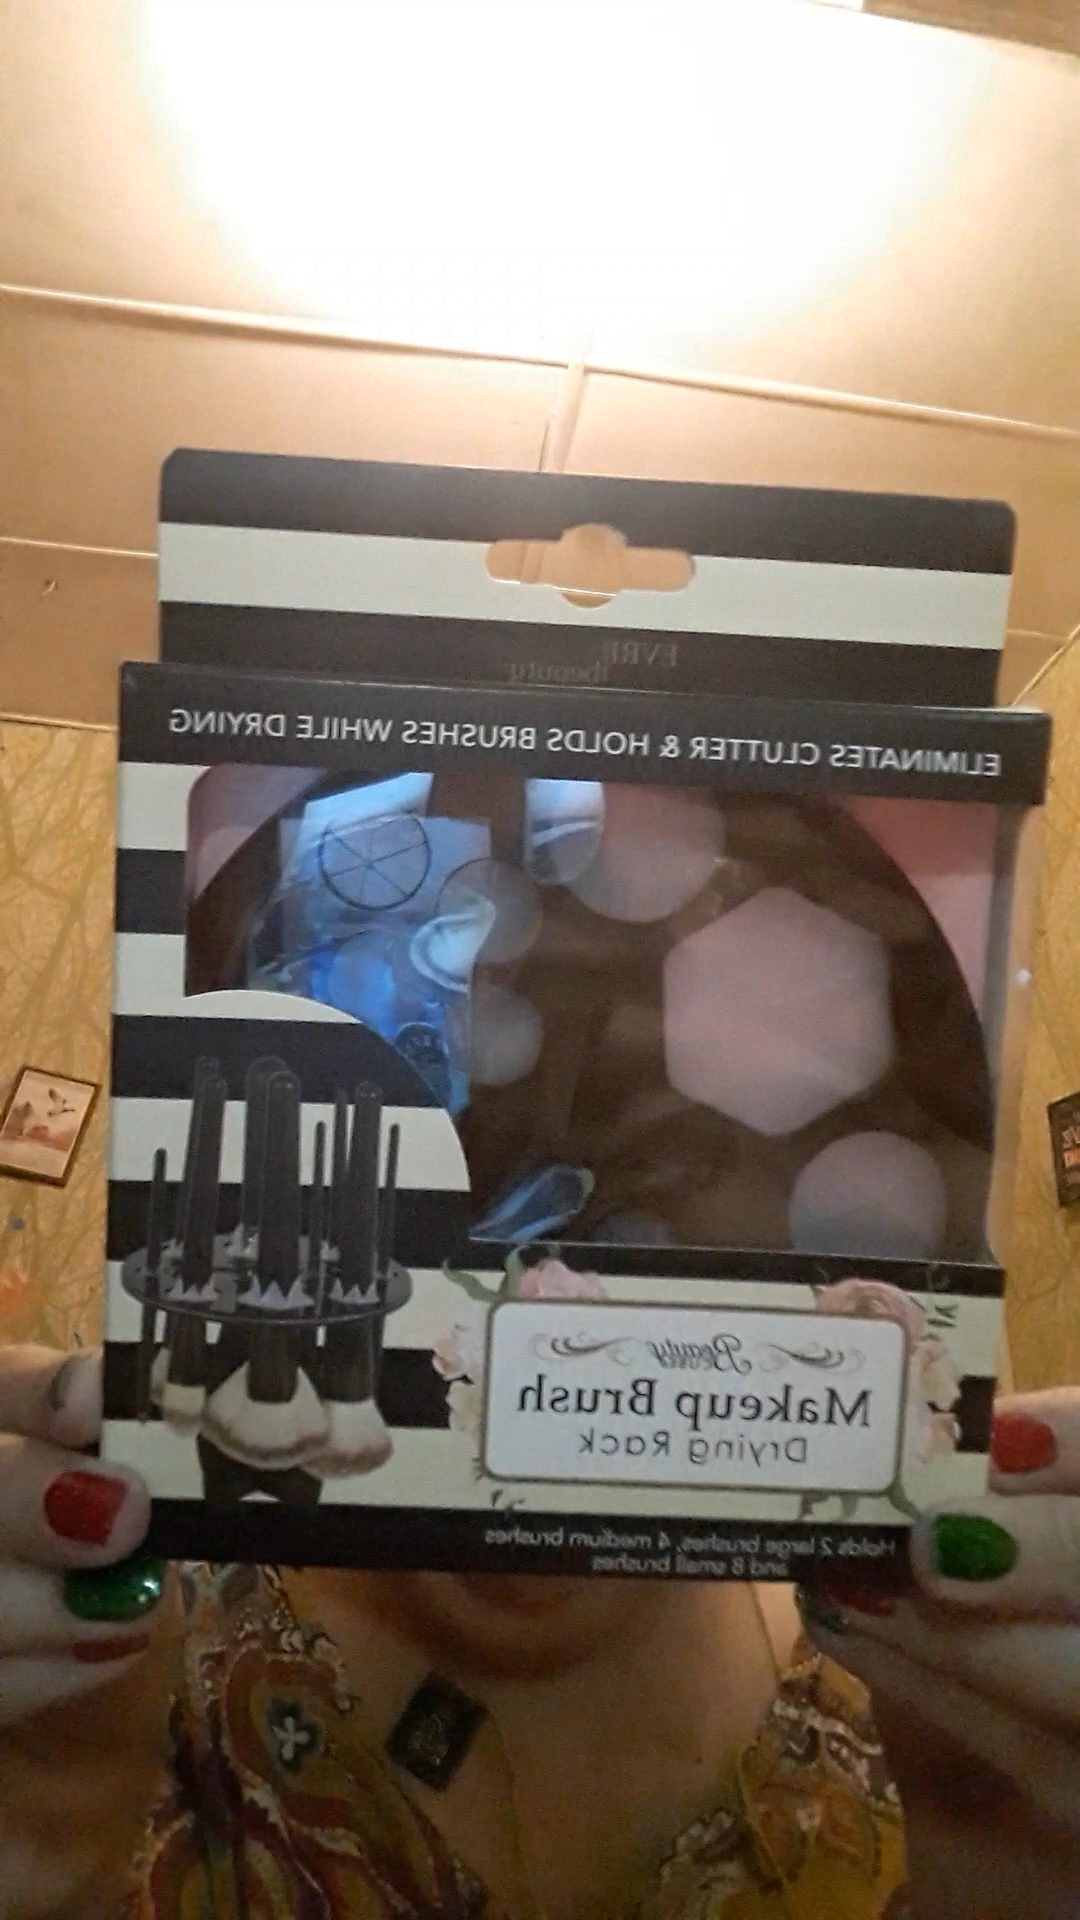 EVRI
beauty
ELIMINATES CLUTTER & HOLDS BRUSHES WHILE DRYING
Beauty
Makeup Brush
Drying Rack
Holds 2 large brushes, 4 medium brushes
and 8 small brushes